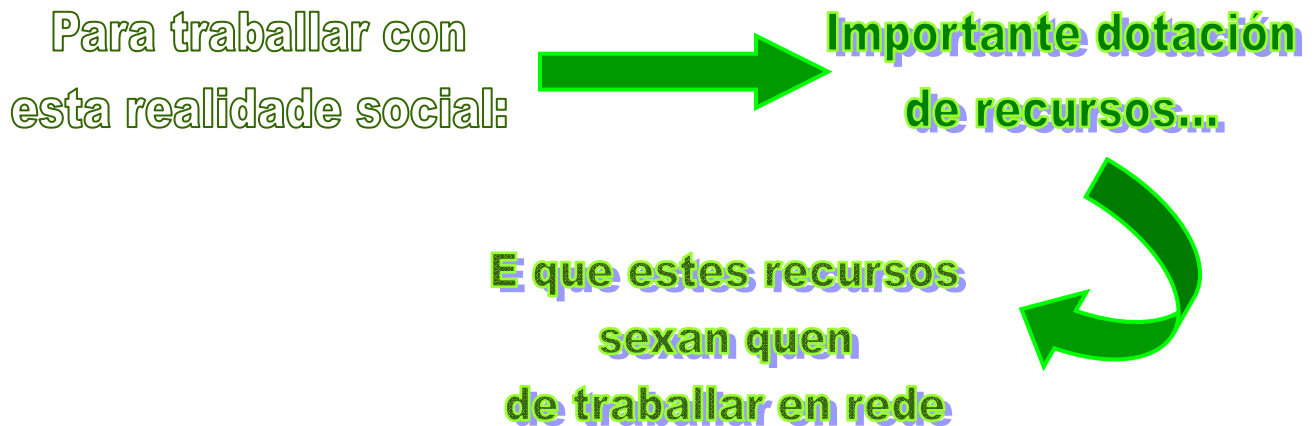 Para traballar con
esta realidade social:
Importante dotación
de recursos...
E que estes recursos
sexan quen
de traballar en rede